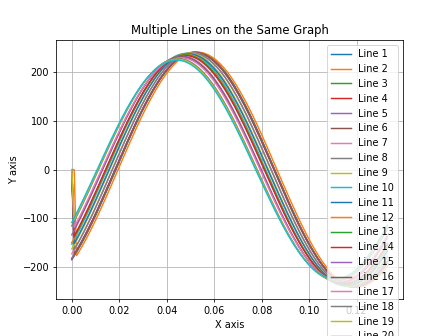 Multiple Lines on the Same Graph
Y axis
200
100
0
−100
−200
0.00
0.02
0.04
0.06
0.08
0.10
0.12
X axis
Line 1
Line 2
Line 3
Line 4
Line 5
Line 6
Line 7
Line 8
Line 9
Line 10
Line 11
Line 12
Line 13
Line 14
Line 15
Line 16
Line 17
Line 18
Line 19
Line 20